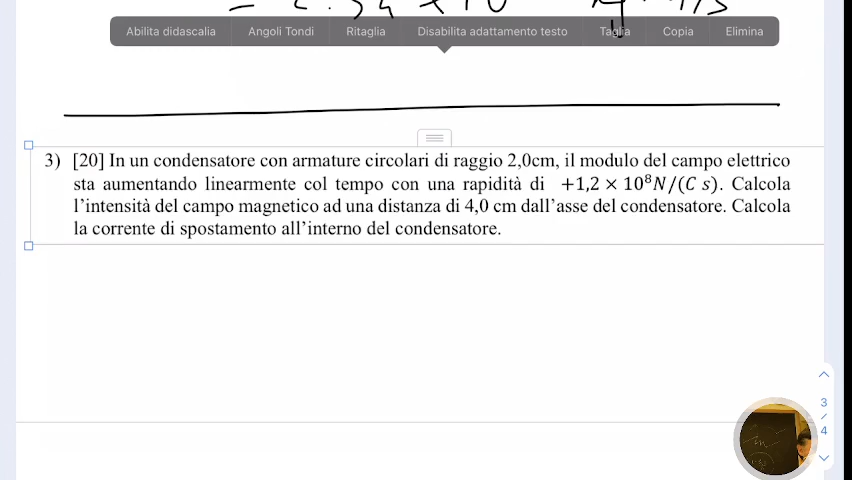 Abilita didascalia Angoli Tondi Ritaglia Disabilita adattamento testo Taglia Copia Elimina
3) [20] In un condensatore con armature circolari di raggio 2,0cm, il modulo del campo elettrico
sta aumentando linearmente col tempo con una rapidità di +1,2 × 10⁸N/(C s). Calcola
l'intensità del campo magnetico ad una distanza di 4,0 cm dall'asse del condensatore. Calcola
la corrente di spostamento all'interno del condensatore.
3
4